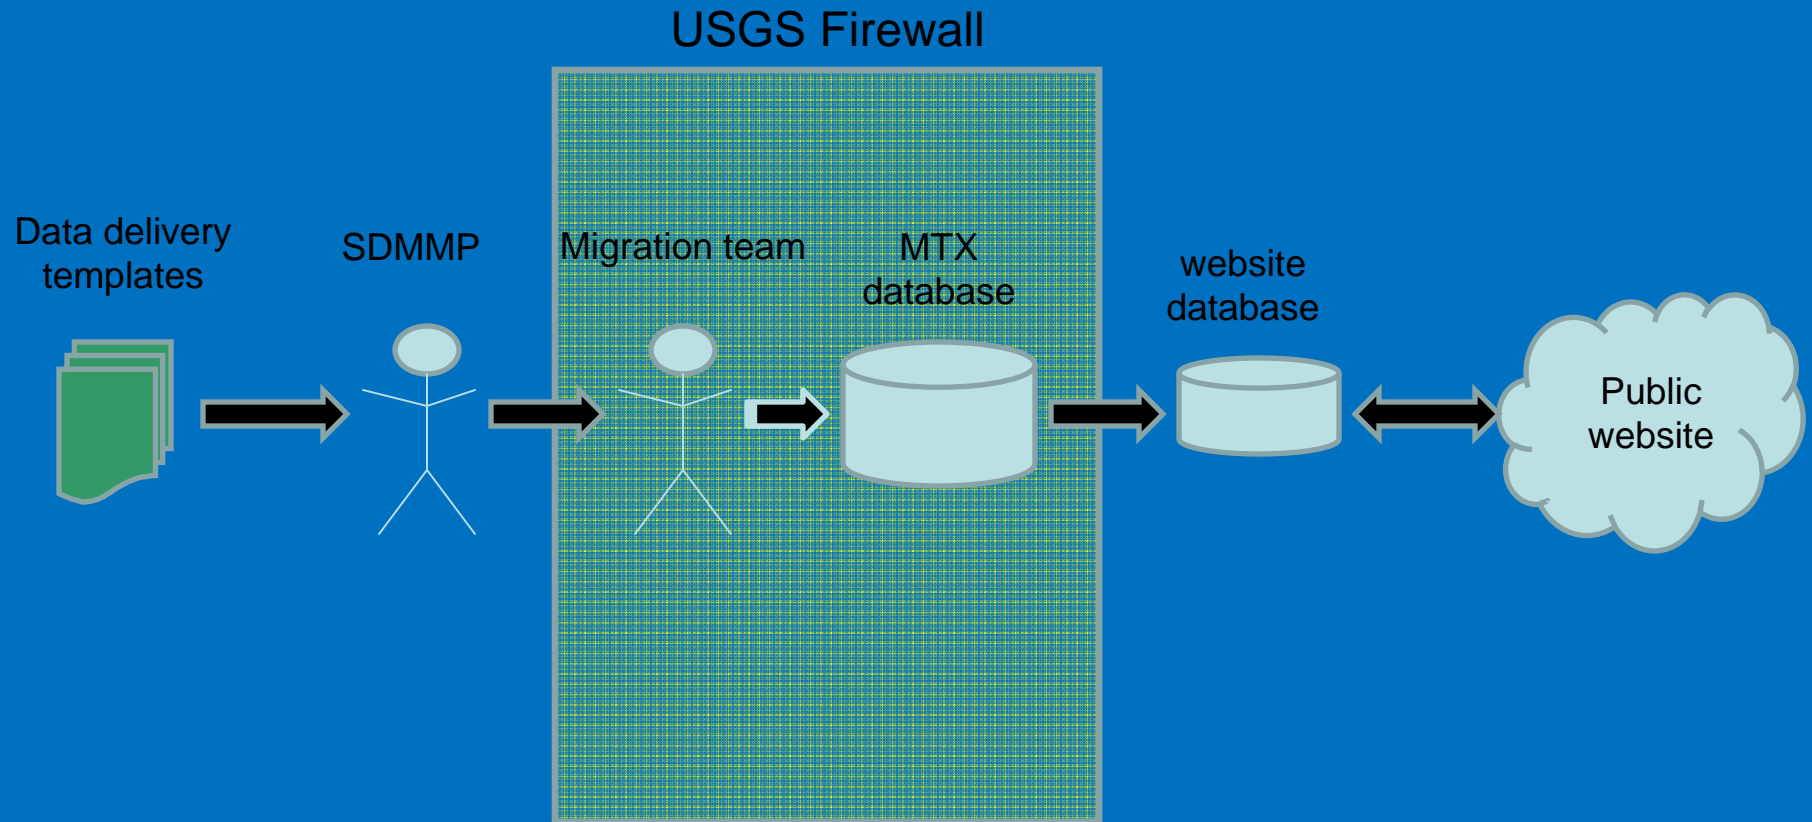 USGS Firewall
Data delivery
templates
SDMMP
Migration team
MTX
database
website
database
Public
website